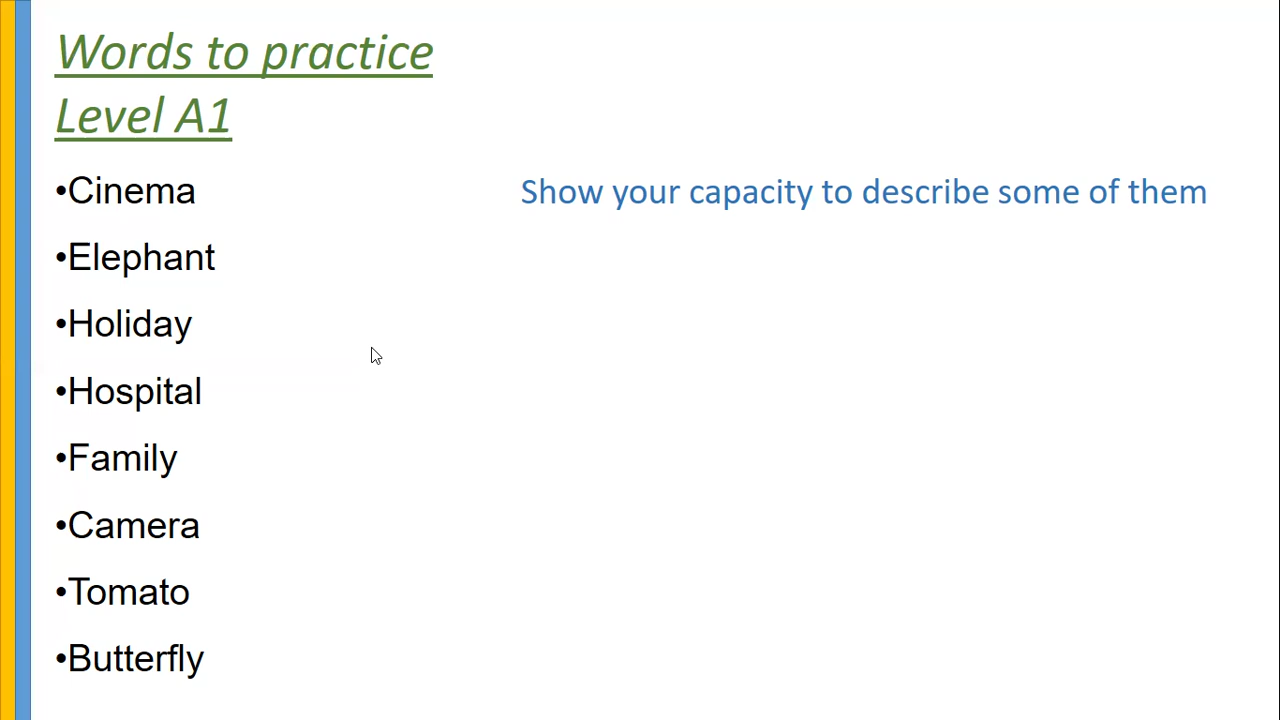 Words to practice
Level A1
•Cinema
Show your capacity to describe some of them
•Elephant
•Holiday
•Hospital
•Family
•Camera
•Tomato
•Butterfly